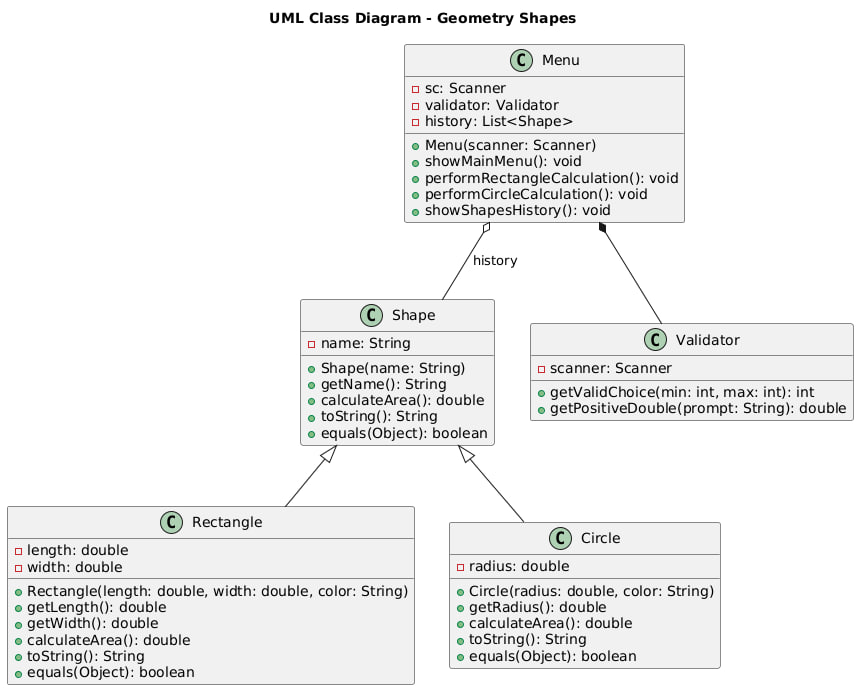 UML Class Diagram - Geometry Shapes
C Menu
sc: Scanner
validator: Validator
history: List<Shape>
Menu(scanner: Scanner)
showMainMenu(): void
performRectangleCalculation(): void
performCircleCalculation(): void
showShapesHistory(): void
history
C Shape
name: String
Shape(name: String)
getName(): String
calculateArea(): double
toString(): String
equals(Object): boolean
C Validator
scanner: Scanner
getValidChoice(min: int, max: int): int
getPositiveDouble(prompt: String): double
C Rectangle
length: double
width: double
Rectangle(length: double, width: double, color: String)
getLength(): double
getWidth(): double
calculateArea(): double
toString(): String
equals(Object): boolean
C Circle
radius: double
Circle(radius: double, color: String)
getRadius(): double
calculateArea(): double
toString(): String
equals(Object): boolean